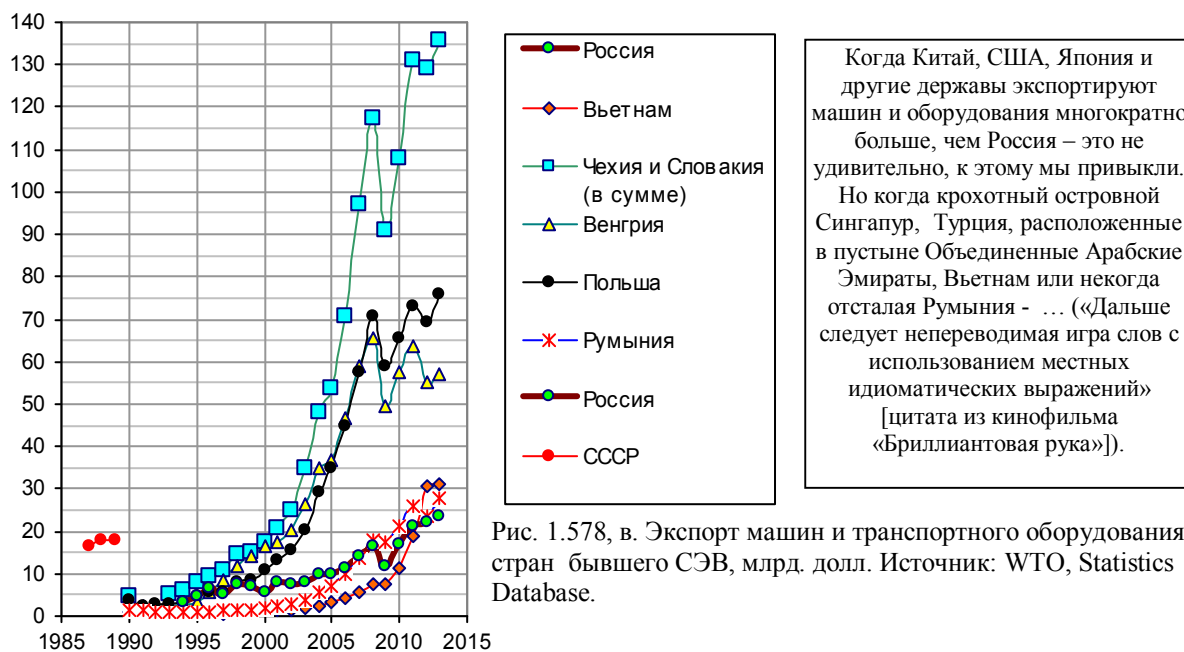 140
130
120
110
100
90
80
70
60
50
40
30
20
10
0
1985 1990 1995 2000 2005 2010 2015
Россия
Вьетнам
Чехия и Словакия
(в сумме)
Венгрия
Польша
Румыния
Россия
СССР
Когда Китай, США, Япония и
другие державы экспортируют
машин и оборудования многократно
больше, чем Россия – это не
удивительно, к этому мы привыкли.
Но когда крохотный островной
Сингапур, Турция, расположенные
в пустыне Объединенные Арабские
Эмираты, Вьетнам или некогда
отсталая Румыния - … («Дальше
следует непереводимая игра слов с
использованием местных
идиоматических выражений»
[цитата из кинофильма
«Бриллиантовая рука»]).
Рис. 1.578, в. Экспорт машин и транспортного оборудования
стран бывшего СЭВ, млрд. долл. Источник: WTO, Statistics
Database.